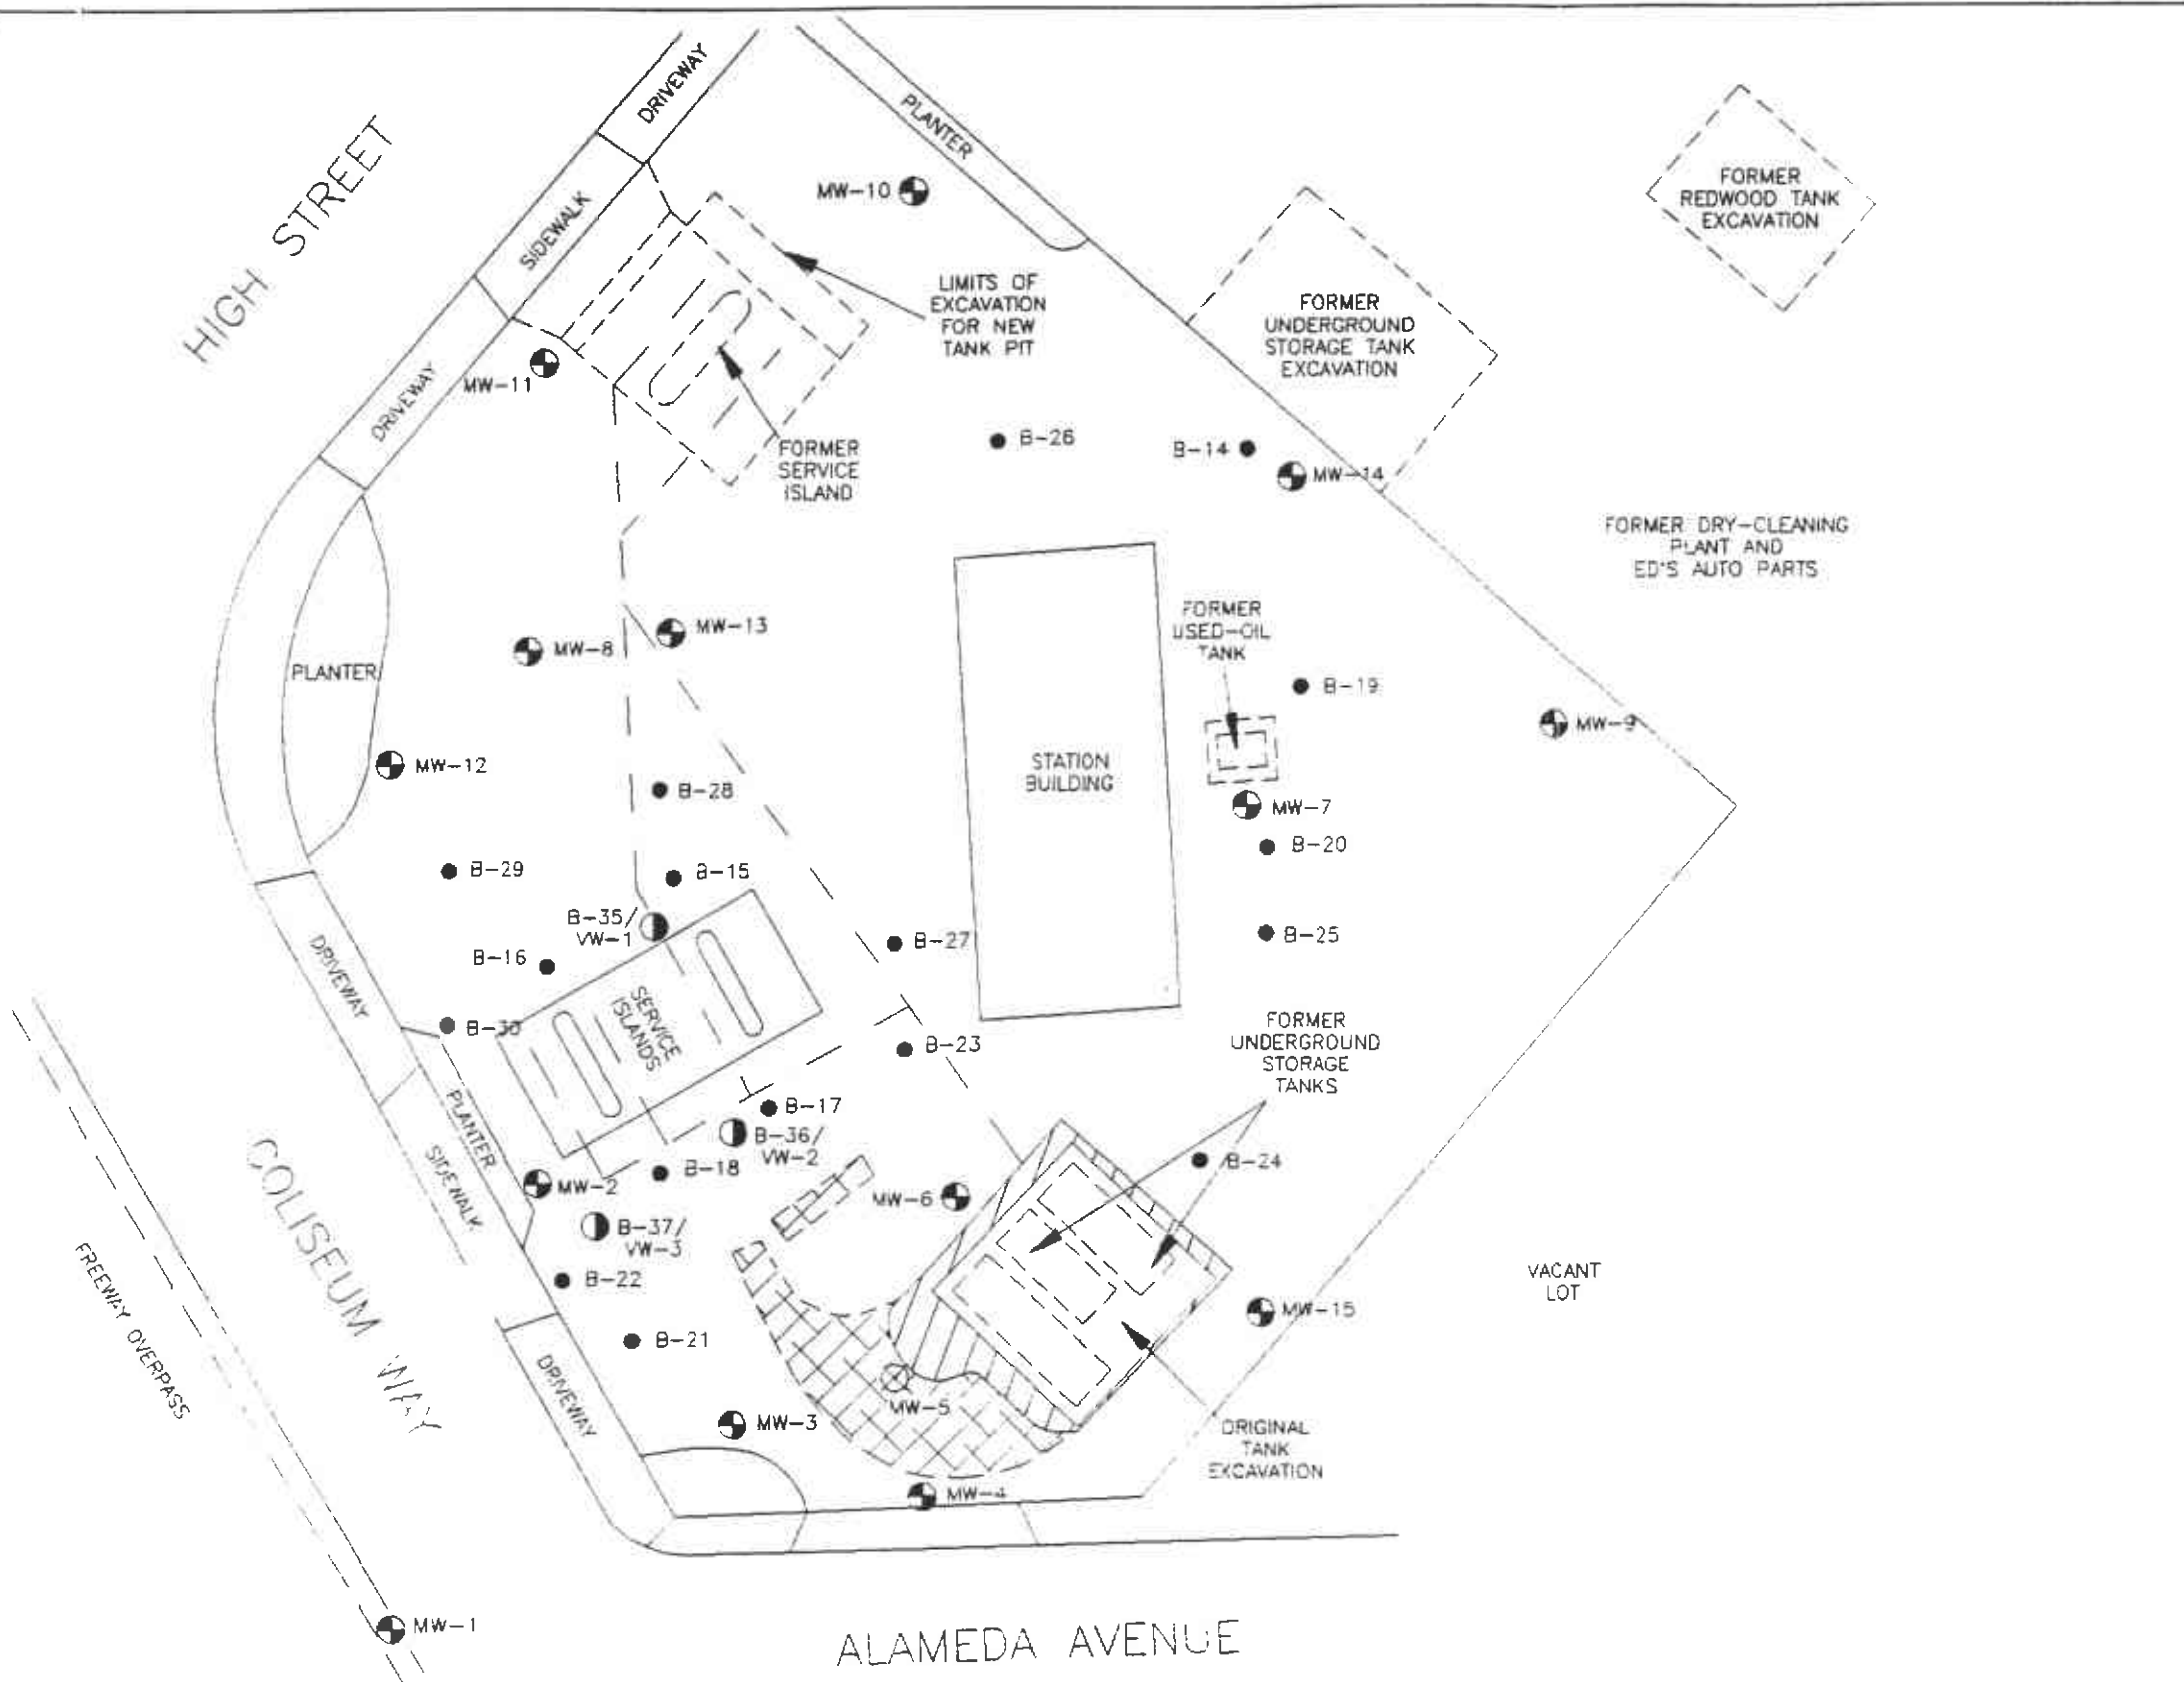 DRIVEWAY
PLANTER
HIGH STREET
SIDEWALK
MW-10
FORMER
REDWOOD TANK
EXCAVATION
LIMITS OF
EXCAVATION
FOR NEW
TANK PIT
FORMER
UNDERGROUND
STORAGE TANK
EXCAVATION
MW-11
DRIVEWAY
FORMER
SERVICE
ISLAND
B-26
B-14
MW-14
FORMER DRY-CLEANING
PLANT AND
ED'S AUTO PARTS
FORMER
USED-OIL
TANK
MW-13
MW-8
PLANTER
B-19
MW-9
MW-12
STATION
BUILDING
B-28
MW-7
B-20
B-29
B-15
B-35/
VW-1
B-16
B-27
B-25
DRIVEWAY
SERVICE
ISLANDS
B-30
B-23
FORMER
UNDERGROUND
STORAGE
TANKS
PLANTER
SIDEWALK
B-17
B-36/
VW-2
B-18
B-24
MW-2
MW-6
B-37/
VW-3
COLISEUM WAY
FREEWAY OVERPASS
B-22
VACANT
LOT
MW-15
B-21
DRIVEWAY
MW-5
MW-3
ORIGINAL
TANK
EXCAVATION
MW-4
MW-1
ALAMEDA AVENUE